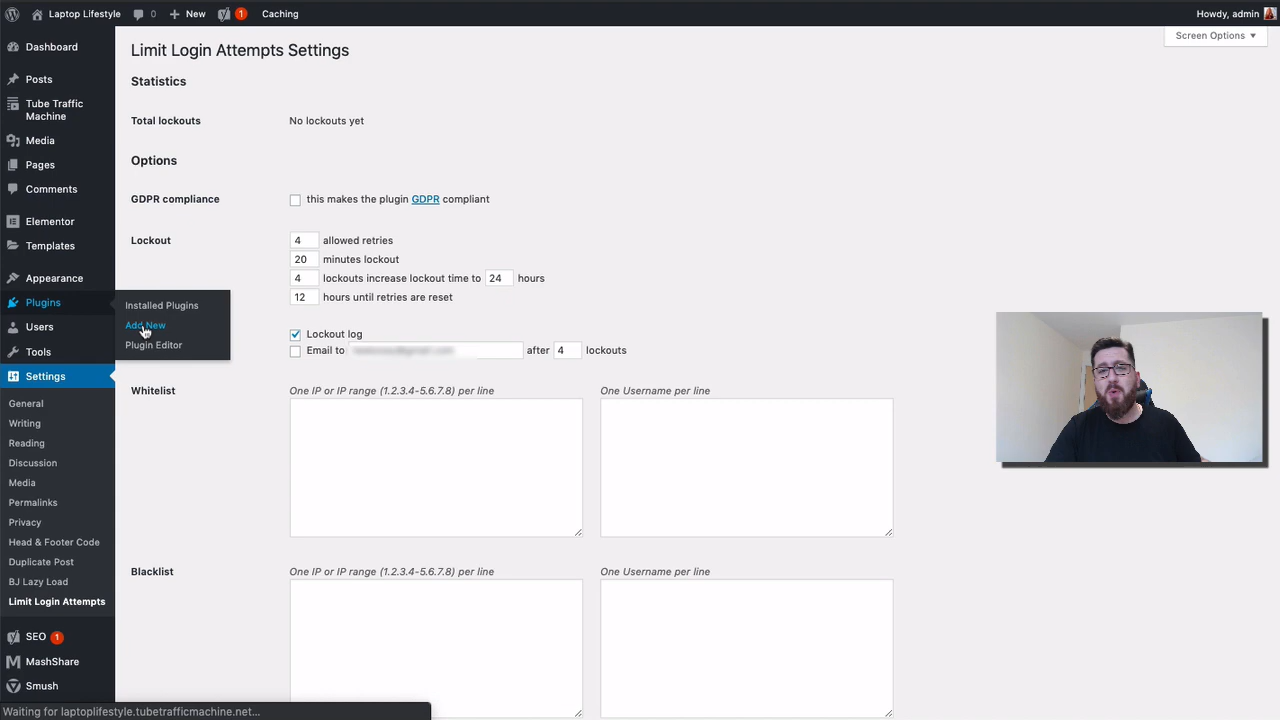 Laptop Lifestyle 0 New 1 Caching Howdy, admin
Screen Options
Dashboard
Posts
Tube Traffic
Machine
Media
Pages
Comments
Elementor
Templates
Appearance
Plugins
Users
Tools
Settings
General
Writing
Reading
Discussion
Media
Permalinks
Privacy
Head & Footer Code
Duplicate Post
BJ Lazy Load
Limit Login Attempts
SEO 1
MashShare
Smush
Installed Plugins
Add New
Plugin Editor
Limit Login Attempts Settings
Statistics
Total lockouts No lockouts yet
Options
GDPR compliance this makes the plugin GDPR compliant
Lockout 4 allowed retries
20 minutes lockout
4 lockouts increase lockout time to 24 hours
12 hours until retries are reset
Lockout log
Email to after 4 lockouts
Whitelist One IP or IP range (1.2.3.4-5.6.7.8) per line One Username per line
Blacklist One IP or IP range (1.2.3.4-5.6.7.8) per line One Username per line
Waiting for laptoplifestyle.tubetrafficmachine.net...